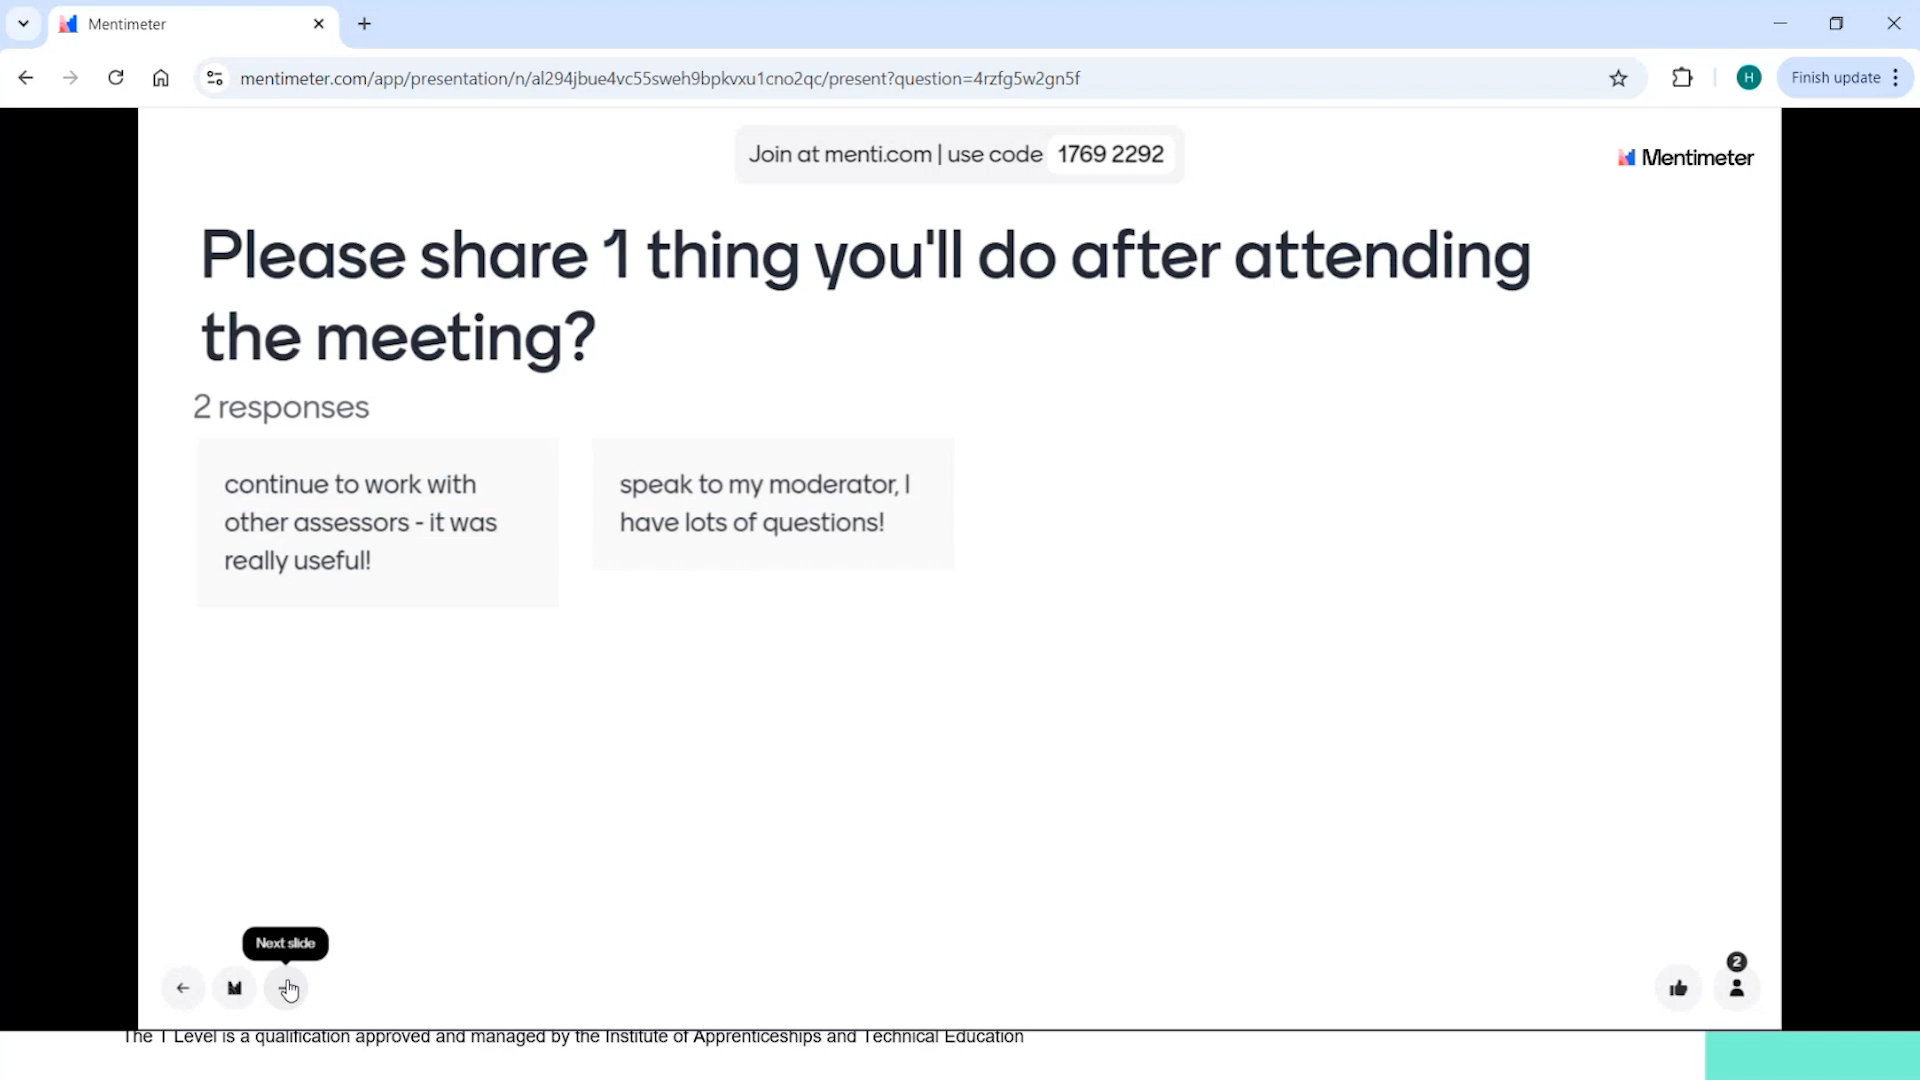 Mentimeter
mentimeter.com/app/presentation/n/al294jbue4vc55sweh9bpkvxu1cno2qc/present?question=4rzfg5w2gn5f
H
Finish update
Join at menti.com | use code 1769 2292
Mentimeter
Please share 1 thing you'll do after attending
the meeting?
2 responses
continue to work with
other assessors - it was
really useful!
speak to my moderator, I
have lots of questions!
Next slide
2
The T Level is a qualification approved and managed by the Institute of Apprenticeships and Technical Education